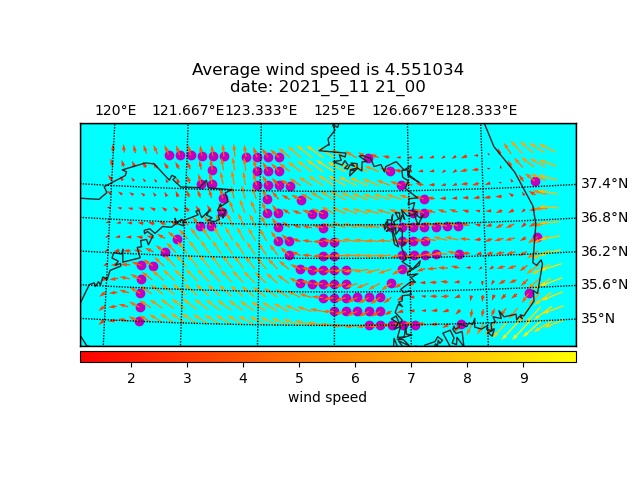 Average wind speed is 4.551034
date: 2021_5_11 21_00
120°E 121.667°E 123.333°E 125°E 126.667°E 128.333°E
37.4°N
36.8°N
36.2°N
35.6°N
35°N
2 3 4 5 6 7 8 9
wind speed